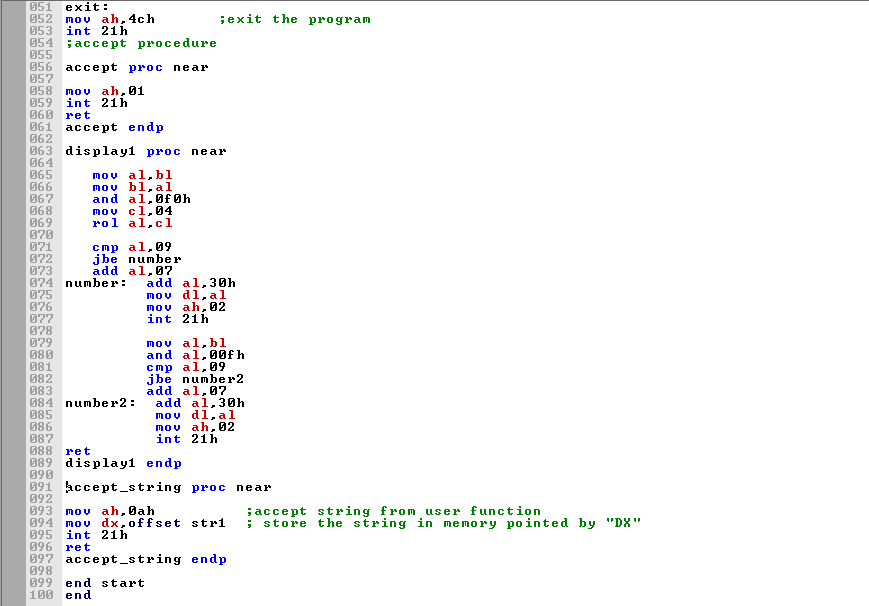 051 exit:
052 mov ah,4ch       ;exit the program
053 int 21h
054 ;accept procedure
055
056 accept proc near
057
058 mov ah,01
059 int 21h
060 ret
061 accept endp
062
063 display1 proc near
064
065    mov al,bl
066    mov bl,al
067    and al,0f0h
068    mov cl,04
069    rol al,cl
070
071    cmp al,09
072    jbe number
073    add al,07
074 number:  add al,30h
075          mov dl,al
076          mov ah,02
077          int 21h
078
079          mov al,bl
080          and al,00fh
081          cmp al,09
082          jbe number2
083          add al,07
084 number2:  add al,30h
085           mov dl,al
086           mov ah,02
087           int 21h
088 ret
089 display1 endp
090
091 accept_string proc near
092
093 mov ah,0ah          ;accept string from user function
094 mov dx,offset str1  ; store the string in memory pointed by "DX"
095 int 21h
096 ret
097 accept_string endp
098
099 end start
100 end